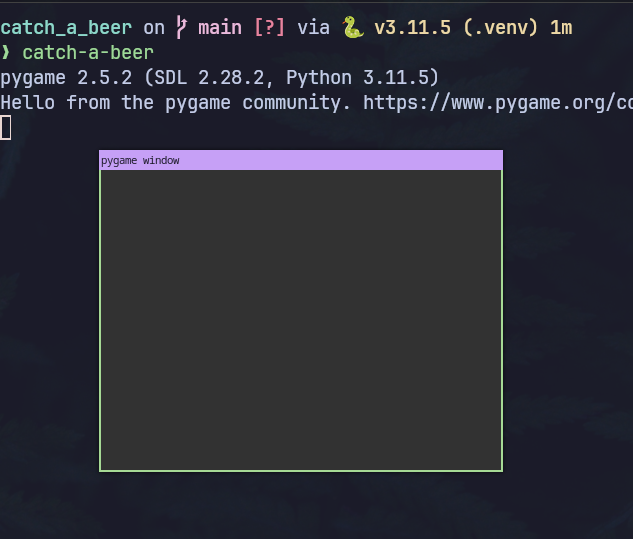 catch_a_beer on main [?] via 🐍 v3.11.5 (.venv) 1m
❱ catch-a-beer
pygame 2.5.2 (SDL 2.28.2, Python 3.11.5)
Hello from the pygame community. https://www.pygame.org/co
pygame window